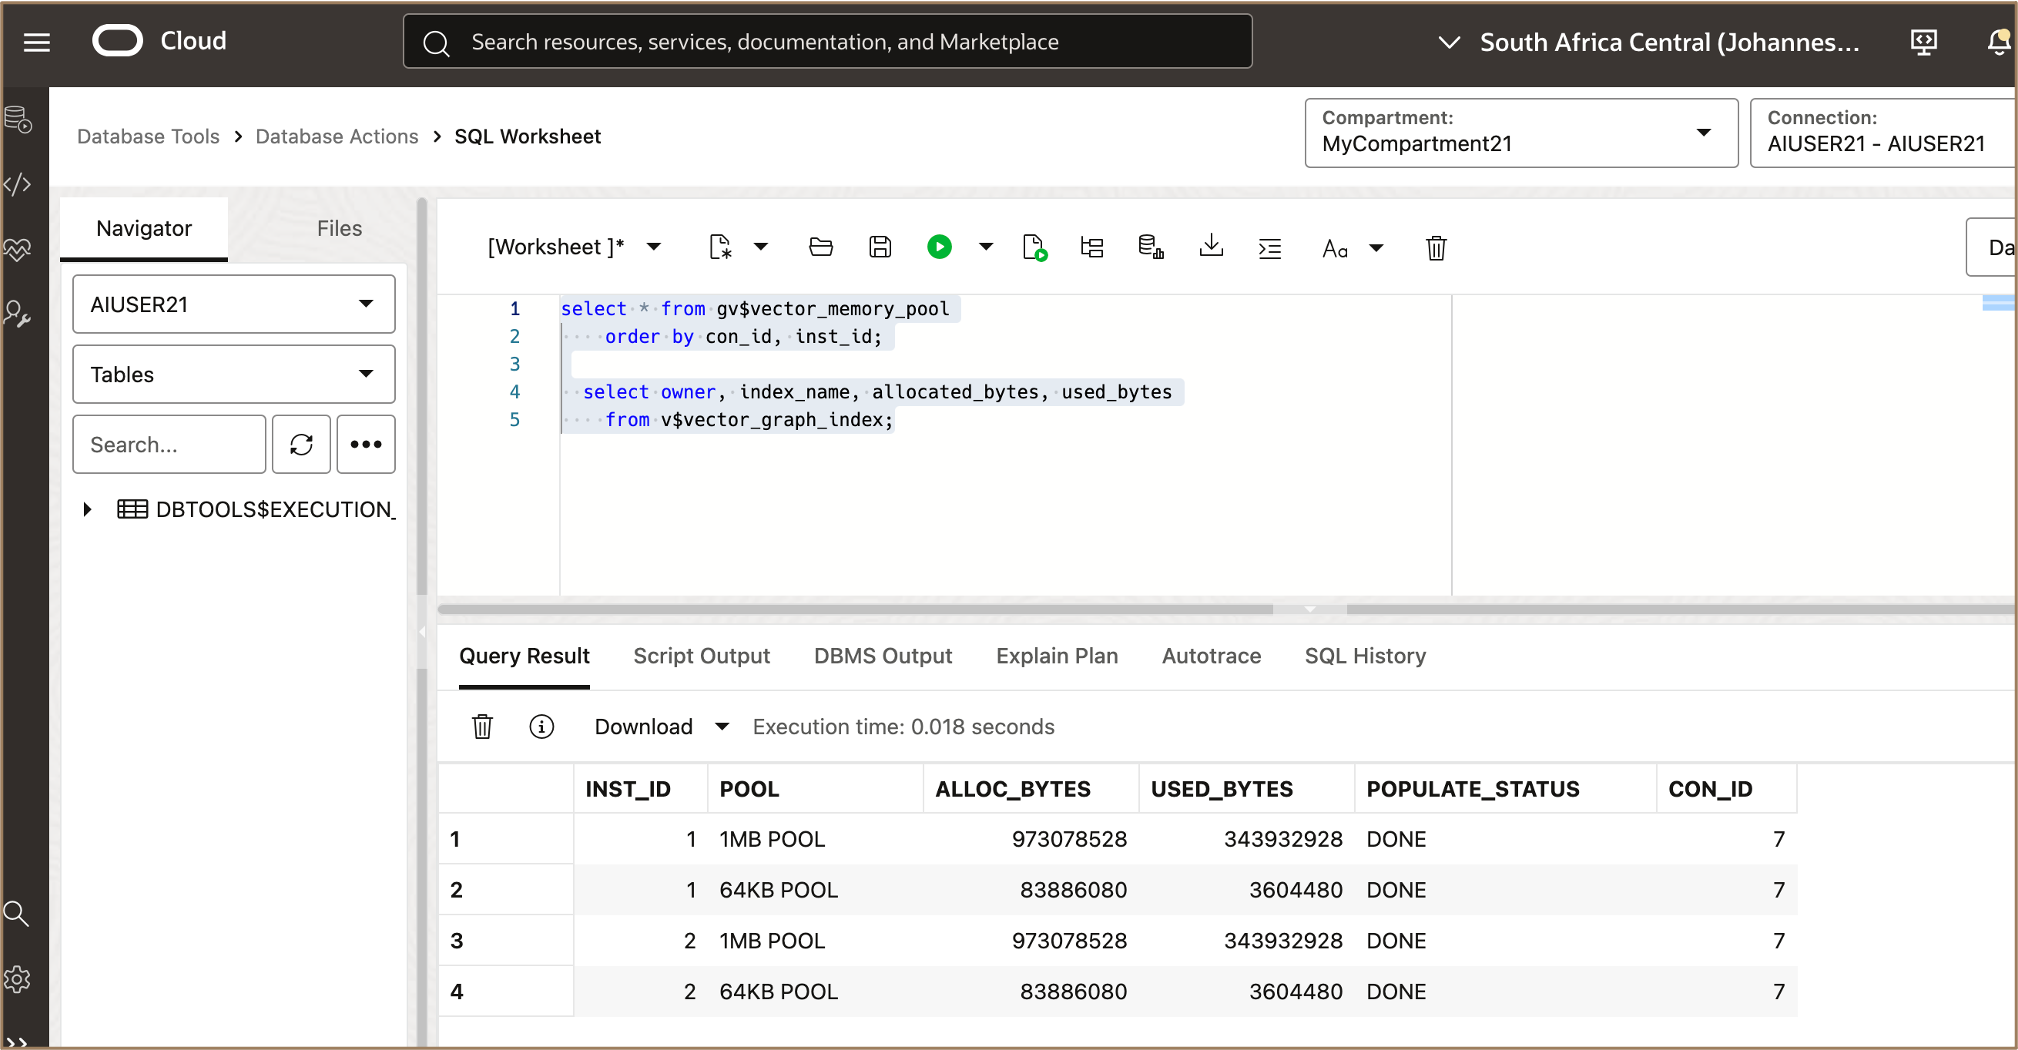 Cloud
Search resources, services, documentation, and Marketplace
South Africa Central (Johannes...
Database Tools > Database Actions > SQL Worksheet
Compartment:
MyCompartment21
Connection:
AIUSER21 - AIUSER21
Navigator
Files
AIUSER21
Tables
Search...
DBTOOLS$EXECUTION_
[Worksheet ]*
Aa
Da
1 select * from gv$vector_memory_pool
2 order by con_id, inst_id;
3
4 select owner, index_name, allocated_bytes, used_bytes
5 from v$vector_graph_index;
Query Result Script Output DBMS Output Explain Plan Autotrace SQL History
Download Execution time: 0.018 seconds
INST_ID POOL ALLOC_BYTES USED_BYTES POPULATE_STATUS CON_ID
1 1 1MB POOL 973078528 343932928 DONE 7
2 1 64KB POOL 83886080 3604480 DONE 7
3 2 1MB POOL 973078528 343932928 DONE 7
4 2 64KB POOL 83886080 3604480 DONE 7